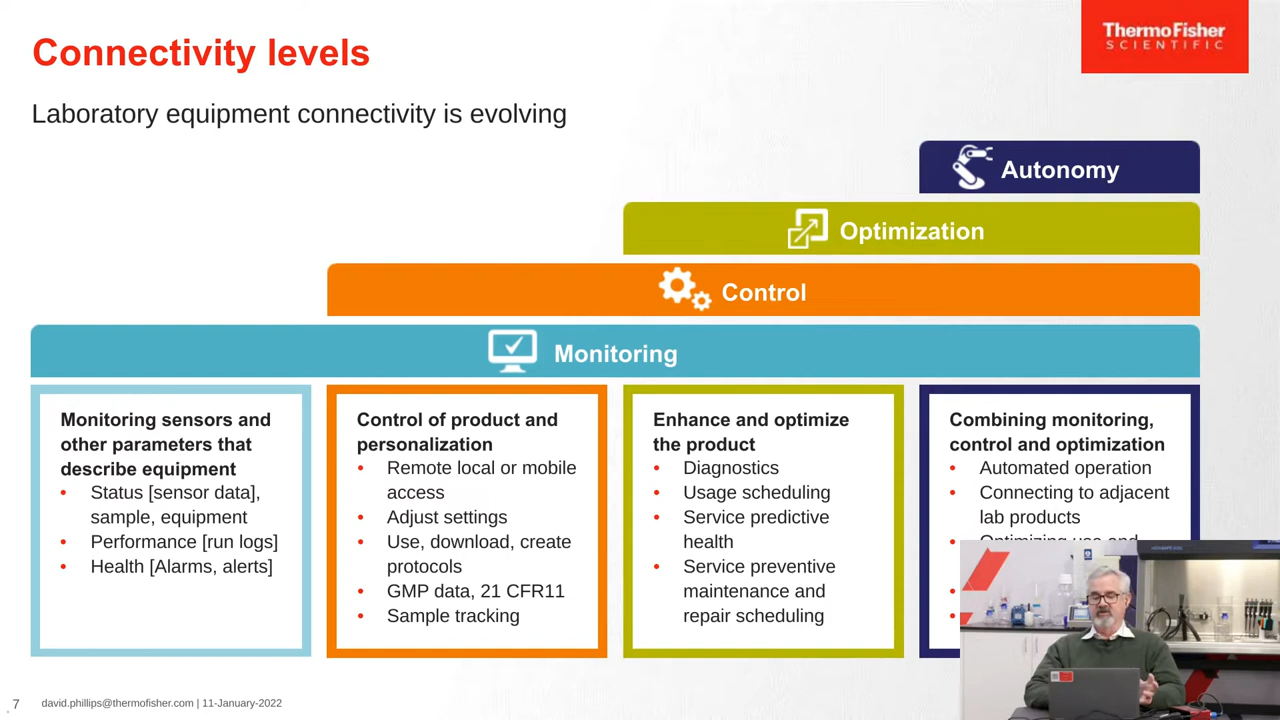 Connectivity levels
ThermoFisher
SCIENTIFIC
Laboratory equipment connectivity is evolving
Autonomy
Optimization
Control
Monitoring
Monitoring sensors and
other parameters that
describe equipment
• Status [sensor data],
sample, equipment
• Performance [run logs]
• Health [Alarms, alerts]
Control of product and
personalization
• Remote local or mobile
access
• Adjust settings
• Use, download, create
protocols
• GMP data, 21 CFR11
• Sample tracking
Enhance and optimize
the product
• Diagnostics
• Usage scheduling
• Service predictive
health
• Service preventive
maintenance and
repair scheduling
Combining monitoring,
control and optimization
• Automated operation
• Connecting to adjacent
lab products
• Optimizing use and
7
david.phillips@thermofisher.com | 11-January-2022